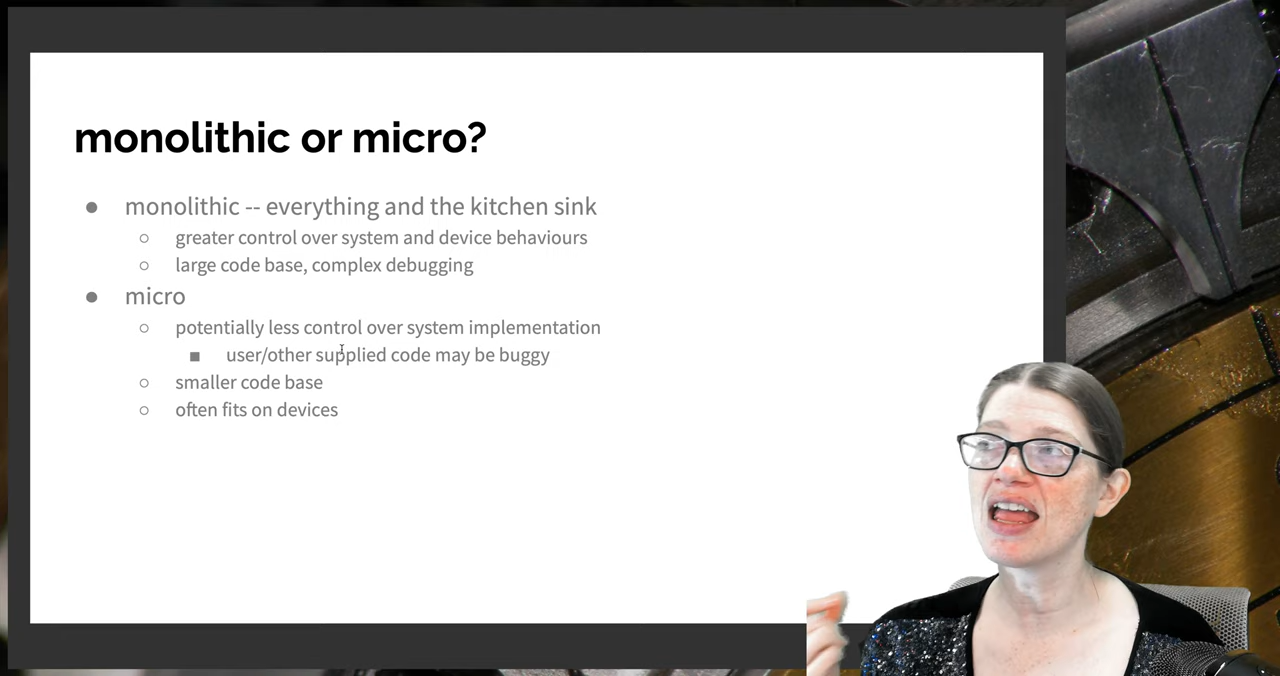 monolithic or micro?
● monolithic -- everything and the kitchen sink
○ greater control over system and device behaviours
○ large code base, complex debugging
● micro
○ potentially less control over system implementation
■ user/other supplied code may be buggy
○ smaller code base
○ often fits on devices